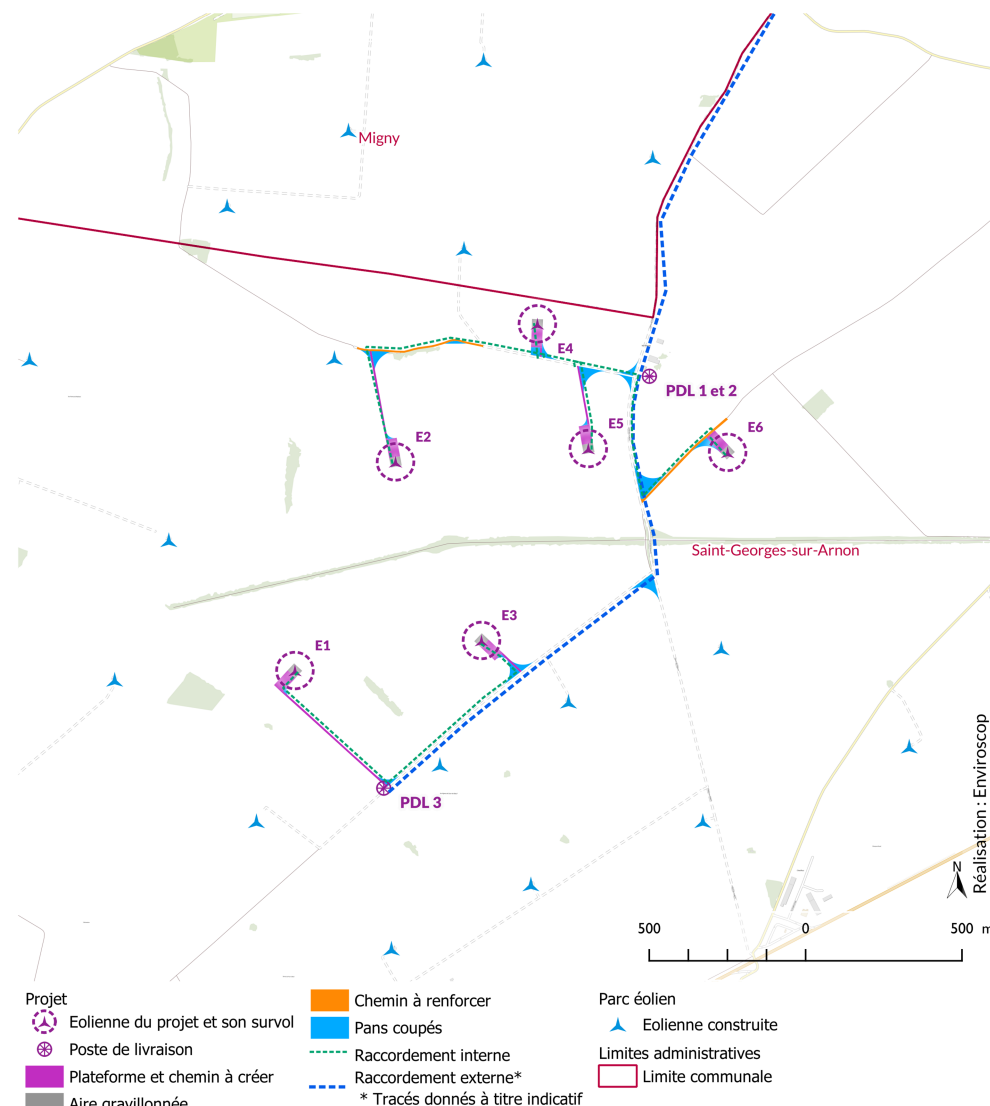 Migny
E4
PDL 1 et 2
E2
E5
E6
Saint-Georges-sur-Arnon
E3
E1
PDL 3
Réalisation : Enviroscop
N
500 0 500 m
Projet
Eolienne du projet et son survol
Poste de livraison
Plateforme et chemin à créer
Aire gravillonnée
Chemin à renforcer
Pans coupés
Raccordement interne
Raccordement externe*
* Tracés donnés à titre indicatif
Parc éolien
Eolienne construite
Limites administratives
Limite communale